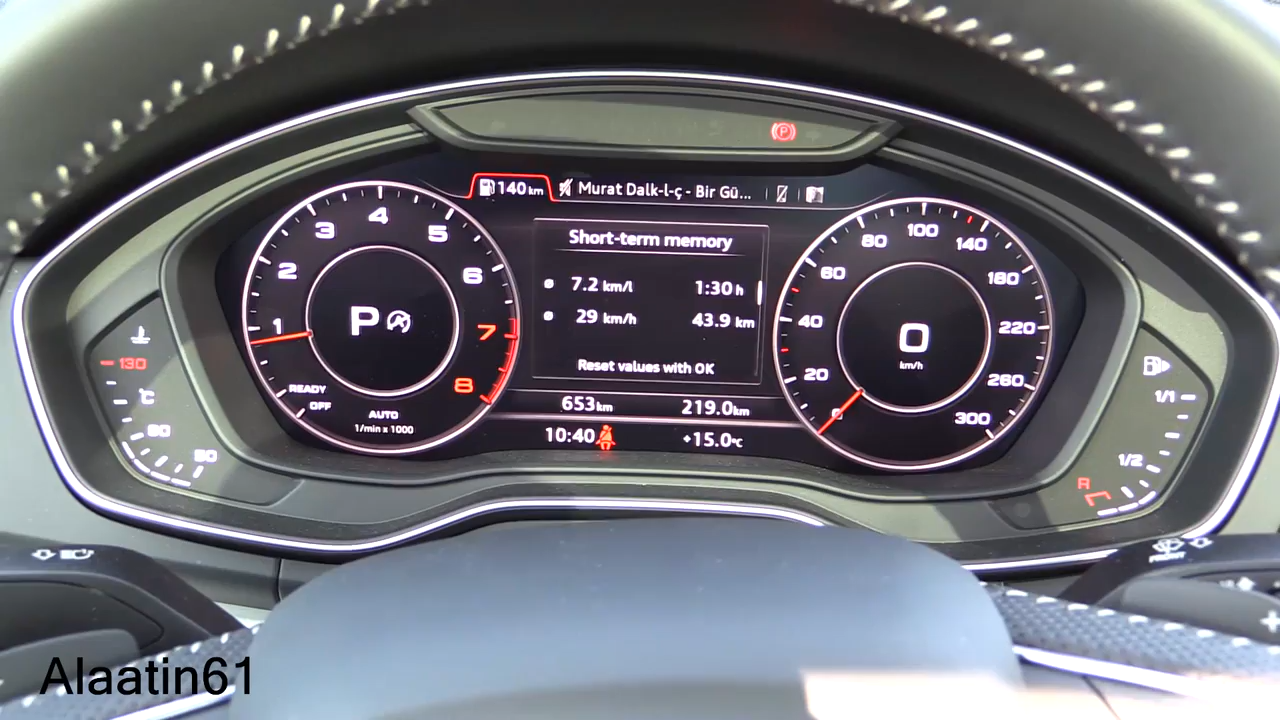 P
140 km
Murat Dalk-l-ç - Bir Gü...
1
2
3
4
5
6
7
8
P
READY
OFF
AUTO
1/min x 1000
Short-term memory
7.2 km/l 1:30 h
29 km/h 43.9 km
Reset values with OK
653km 219.0km
10:40 +15.0°C
0
20
40
60
80
100
140
180
220
260
300
0
km/h
130
°C
90
50
1/1
1/2
R
FRONT
Alaatin61